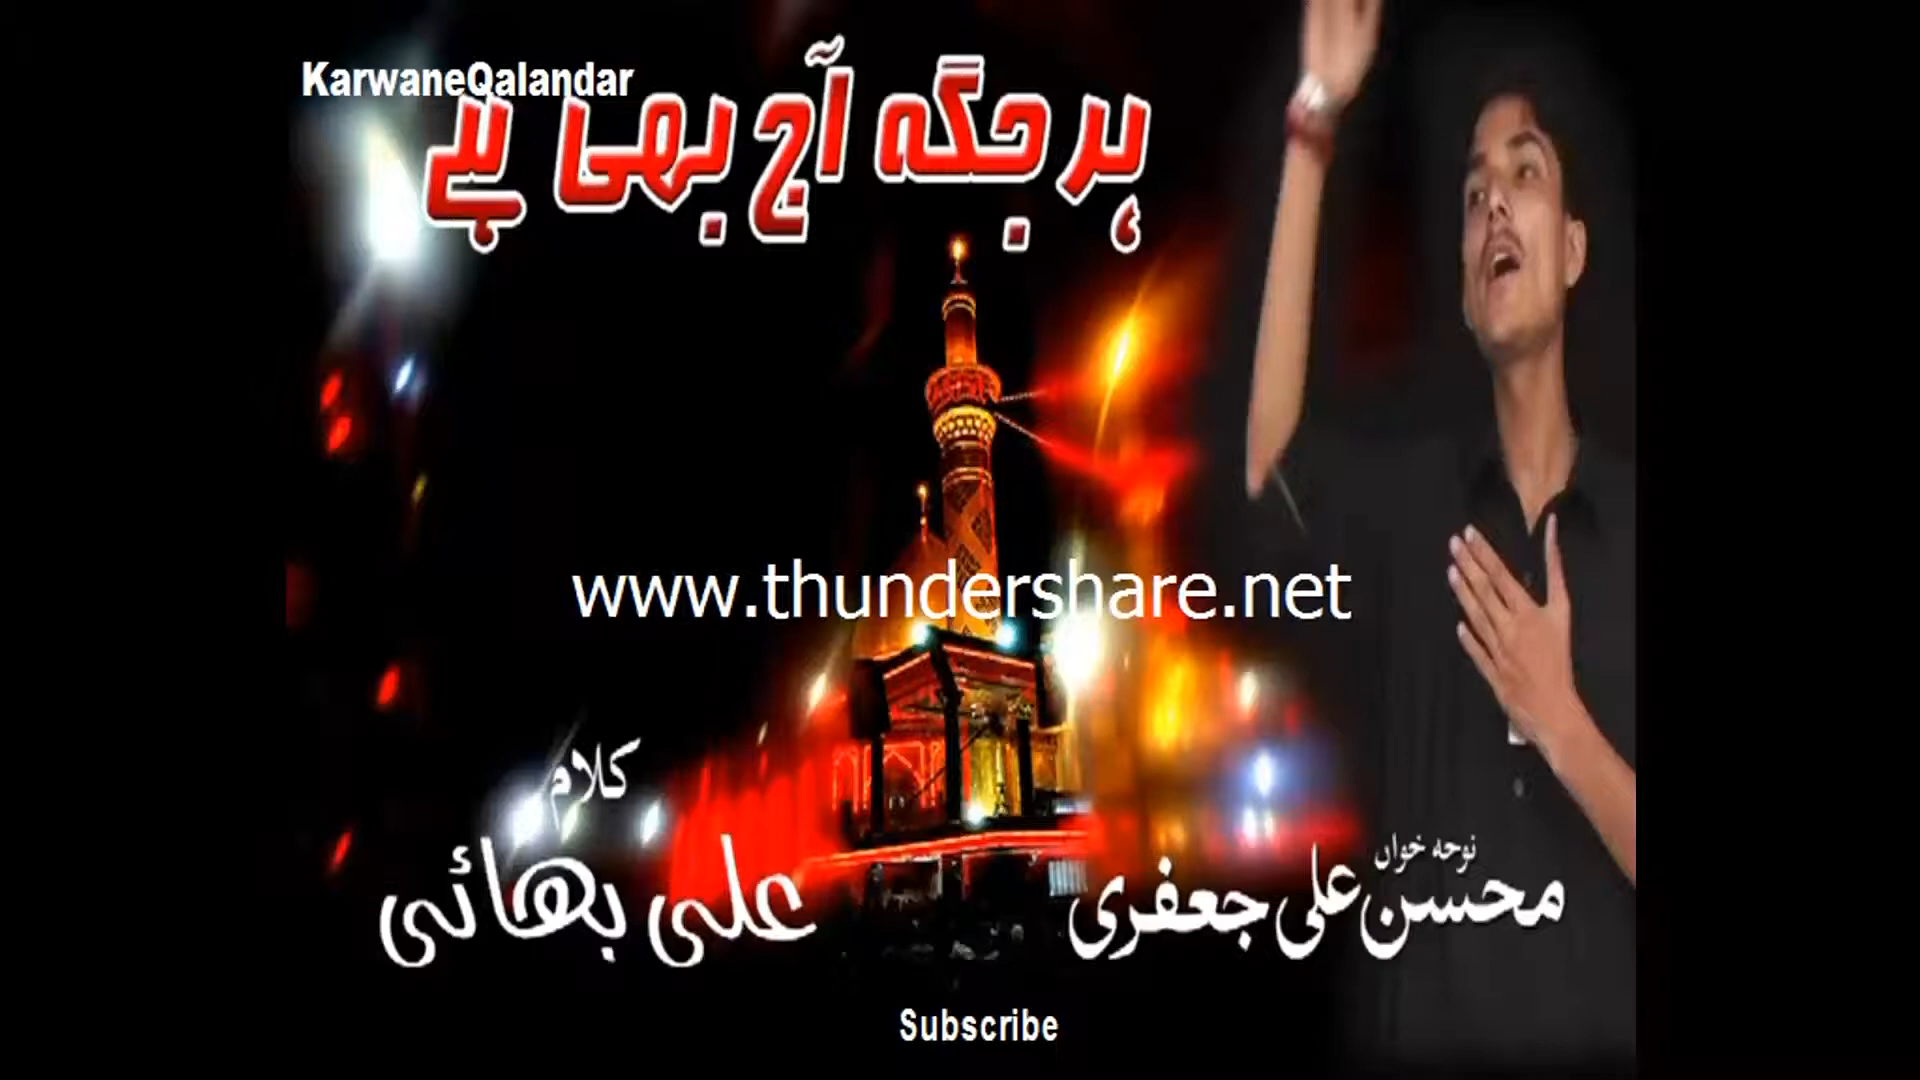 KarwaneQalandar
ہر جگہ آج بھی ہے
www.thundershare.net
کلام
علی بھائی
نوحہ خواں
محسن علی جعفری
Subscribe